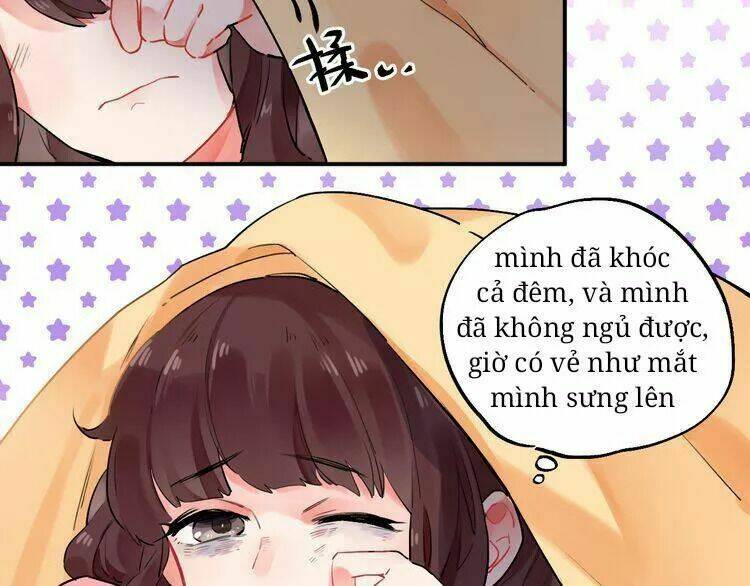 揉
mình đã khóc
cả đêm, và mình
đã không ngủ được,
giờ có vẻ như mắt
mình sưng lên